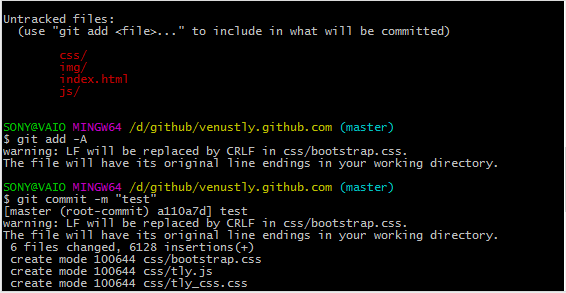 Untracked files:
(use "git add <file>..." to include in what will be committed)
css/
img/
index.html
js/
SONY@VAIO MINGW64 /d/github/venustly.github.com (master)
$ git add -A
warning: LF will be replaced by CRLF in css/bootstrap.css.
The file will have its original line endings in your working directory.
SONY@VAIO MINGW64 /d/github/venustly.github.com (master)
$ git commit -m "test"
[master (root-commit) a110a7d] test
warning: LF will be replaced by CRLF in css/bootstrap.css.
The file will have its original line endings in your working directory.
6 files changed, 6128 insertions(+)
create mode 100644 css/bootstrap.css
create mode 100644 css/tly.js
create mode 100644 css/tly_css.css